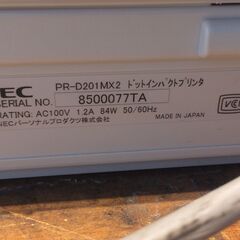 NEC PR-D201MX2 ドットインパクトプリンタ
SERIAL NO. 8500077TA
RATING: AC100V 1.2A 84W 50/60Hz
NECパーソナルプロダクツ株式会社 MADE IN JAPAN